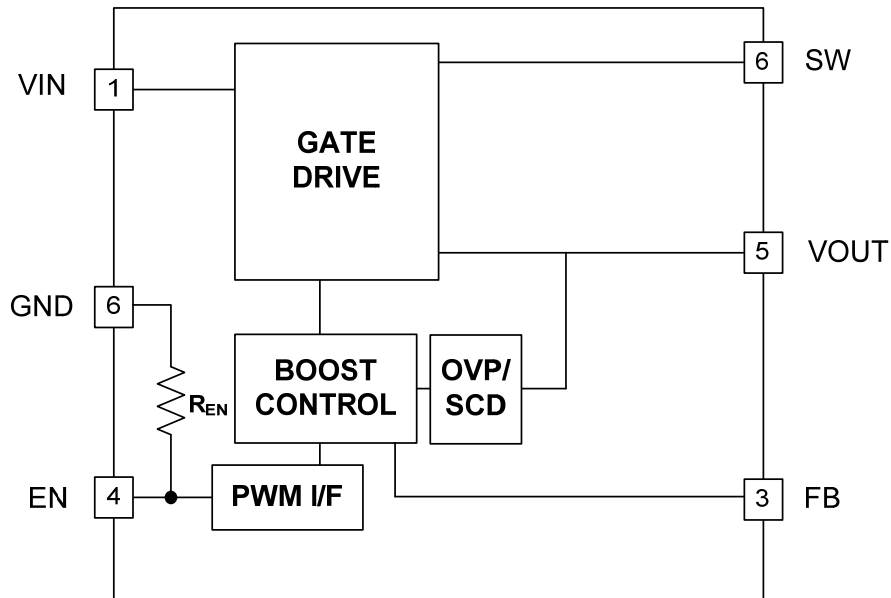 VIN
1
GATE
DRIVE
6
SW
5
VOUT
GND
6
R_EN
BOOST
CONTROL
OVP/
SCD
EN
4
PWM I/F
3
FB